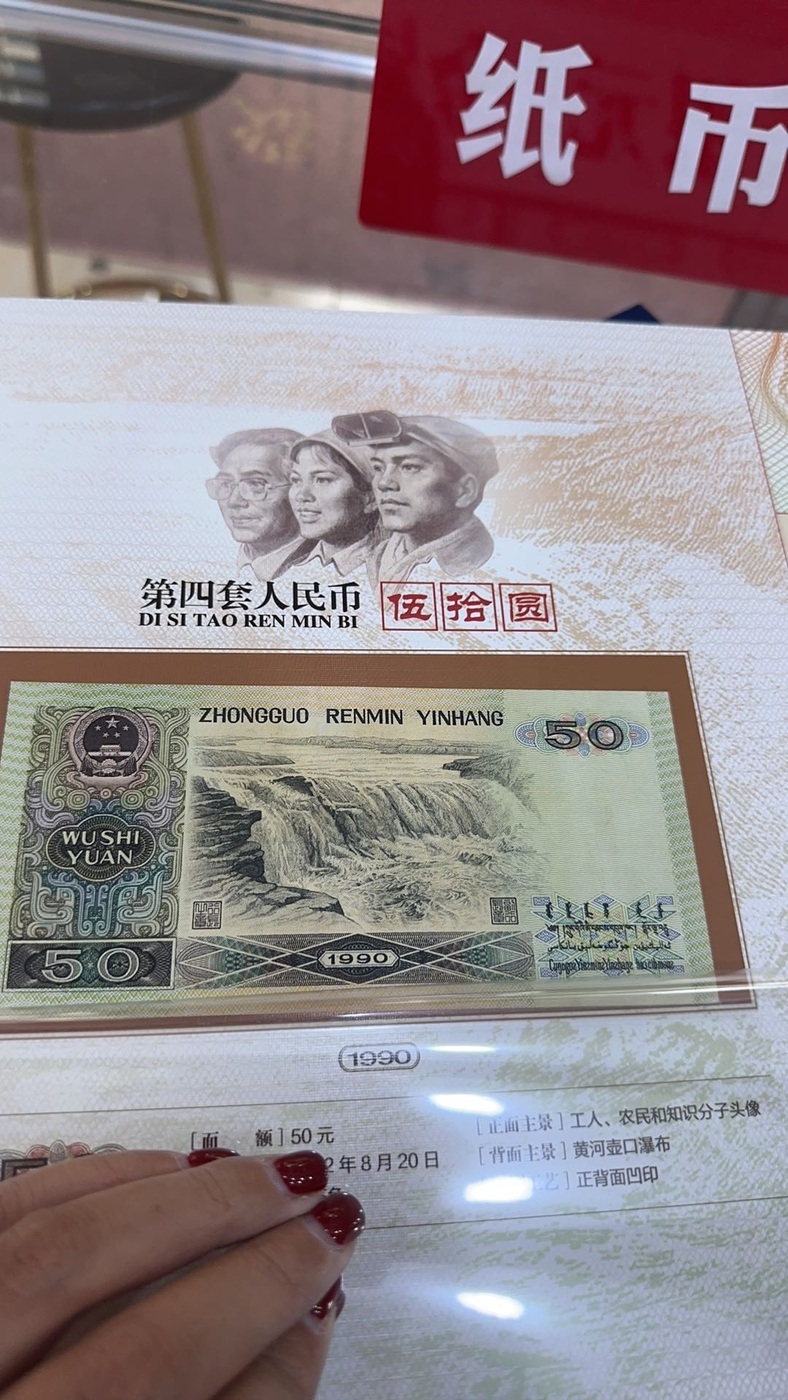 纸币
第四套人民币 伍拾圆
DI SI TAO REN MIN BI
ZHONGGUO RENMIN YINHANG
50
WU SHI
YUAN
50
1990
1990
[面 额] 50元
[正面主景] 工人、农民和知识分子头像
2年8月20日
[背面主景] 黄河壶口瀑布
艺] 正背面凹印